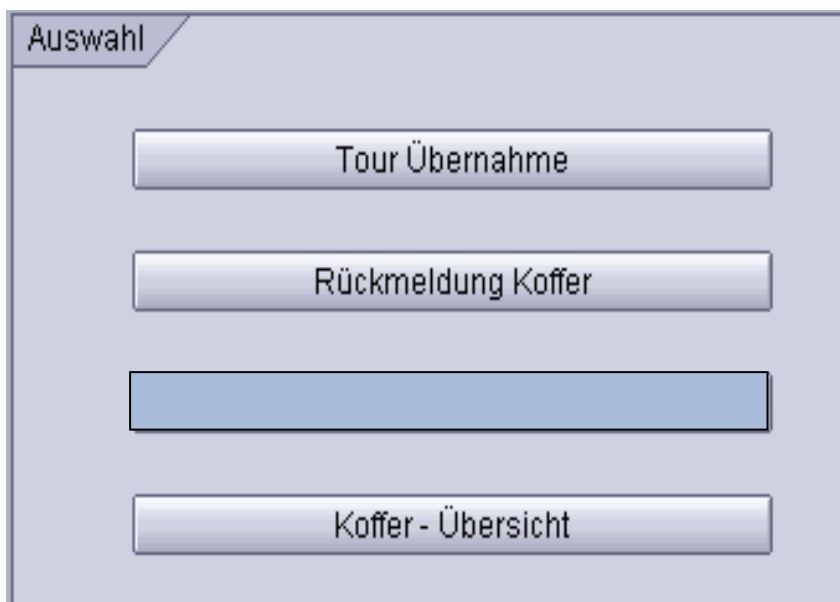 Auswahl
Tour Übernahme
Rückmeldung Koffer
Koffer - Übersicht